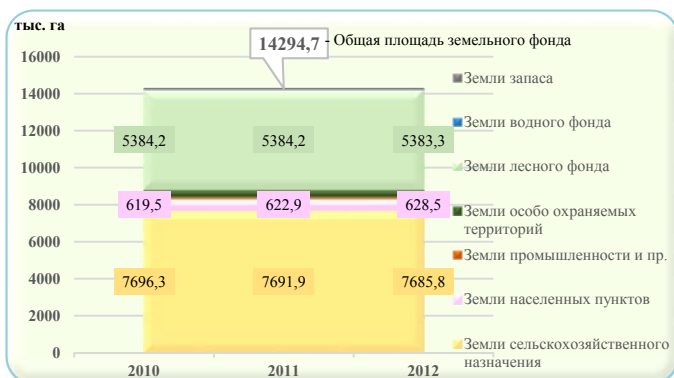 тыс. га
14294,7
- Общая площадь земельного фонда
16000
14000
12000
10000
8000
6000
4000
2000
0
5384,2 5384,2 5383,3
619,5 622,9 628,5
7696,3 7691,9 7685,8
2010 2011 2012
Земли запаса
Земли водного фонда
Земли лесного фонда
Земли особо охраняемых
территорий
Земли промышленности и пр.
Земли населенных пунктов
Земли сельскохозяйственного
назначения